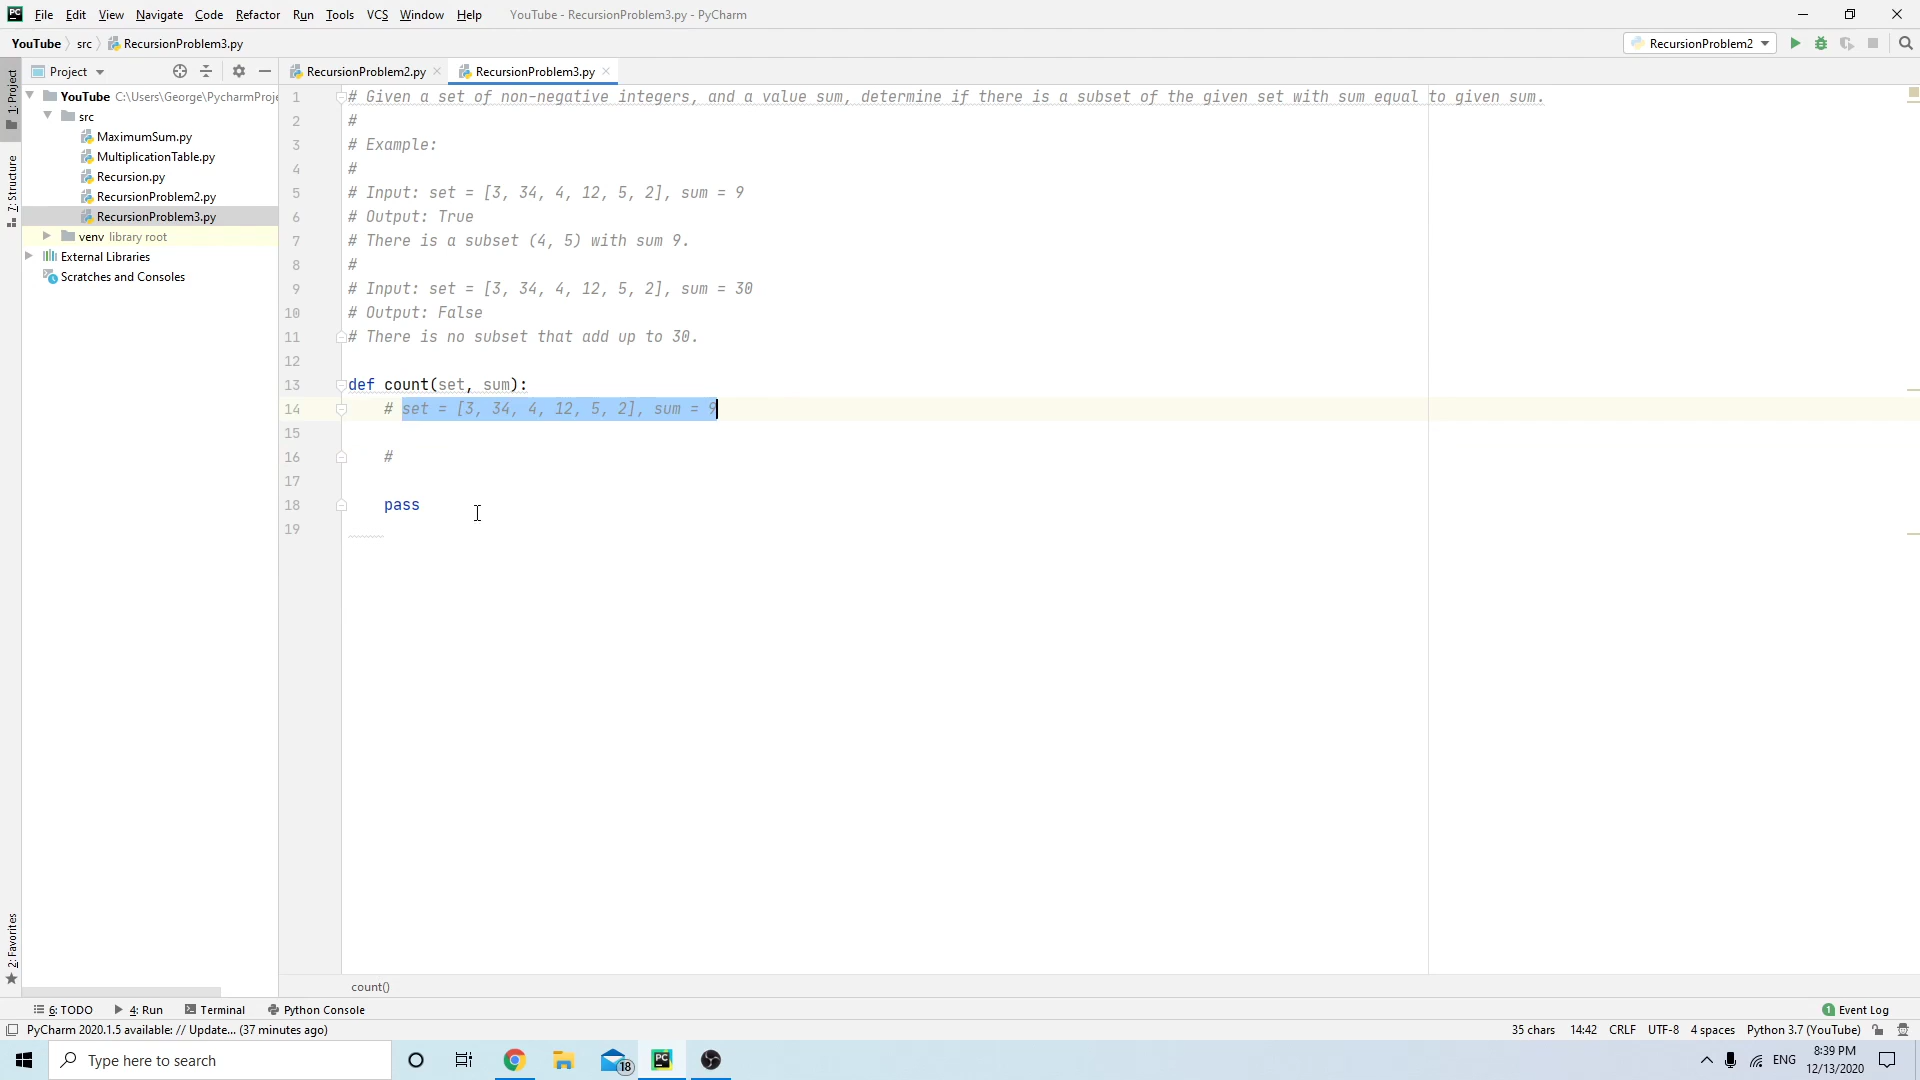 PC File Edit View Navigate Code Refactor Run Tools VCS Window Help YouTube - RecursionProblem3.py - PyCharm
YouTube src RecursionProblem3.py RecursionProblem2
1: Project
7: Structure
2: Favorites
Project
YouTube C:\Users\George\PycharmProje
src
MaximumSum.py
MultiplicationTable.py
Recursion.py
RecursionProblem2.py
RecursionProblem3.py
venv library root
External Libraries
Scratches and Consoles
RecursionProblem2.py RecursionProblem3.py
1 # Given a set of non-negative integers, and a value sum, determine if there is a subset of the given set with sum equal to given sum.
2 #
3 # Example:
4 #
5 # Input: set = [3, 34, 4, 12, 5, 2], sum = 9
6 # Output: True
7 # There is a subset (4, 5) with sum 9.
8 #
9 # Input: set = [3, 34, 4, 12, 5, 2], sum = 30
10 # Output: False
11 # There is no subset that add up to 30.
12
13 def count(set, sum):
14 # set = [3, 34, 4, 12, 5, 2], sum = 9
15
16 #
17
18 pass
19
count()
6: TODO 4: Run Terminal Python Console 1 Event Log
PyCharm 2020.1.5 available: // Update... (37 minutes ago) 35 chars 14:42 CRLF UTF-8 4 spaces Python 3.7 (YouTube)
Type here to search 18 PC ENG 8:39 PM
12/13/2020